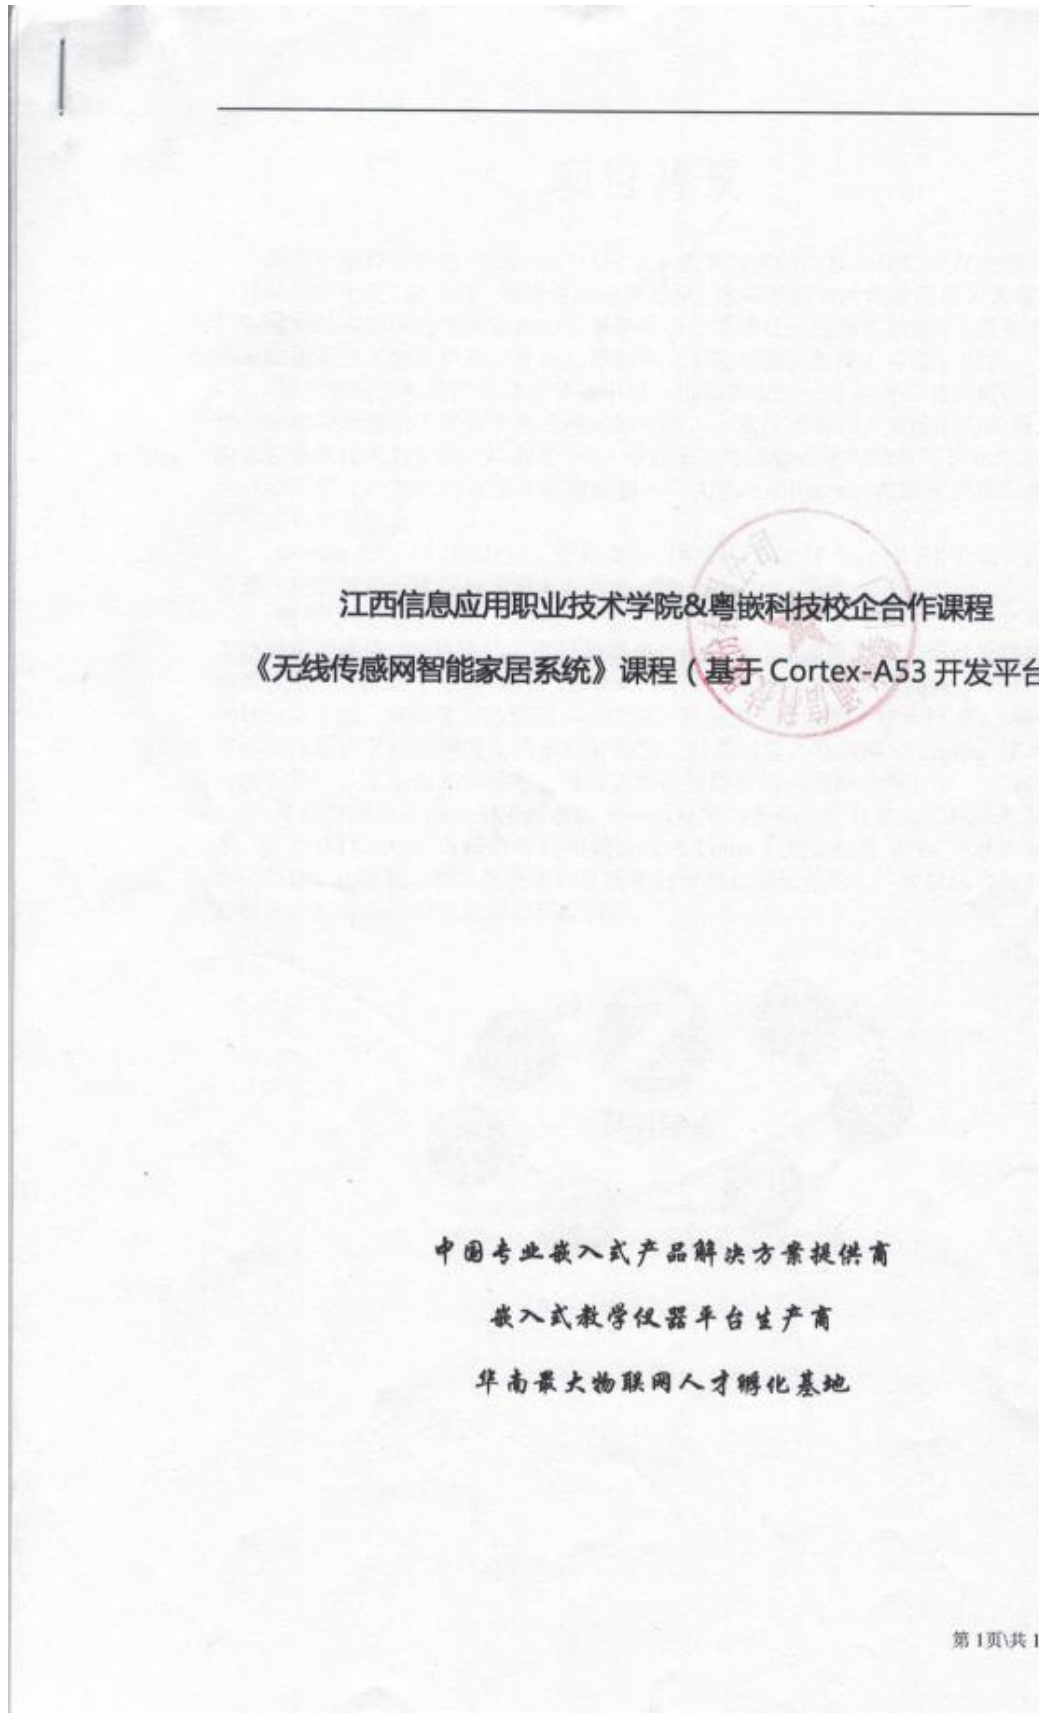 江西信息应用职业技术学院&粤嵌科技校企合作课程
《无线传感网智能家居系统》课程（基于 Cortex-A53 开发平台
中国专业嵌入式产品解决方案提供商
嵌入式教学仪器平台生产商
华南最大物联网人才孵化基地
第 1页\共 1